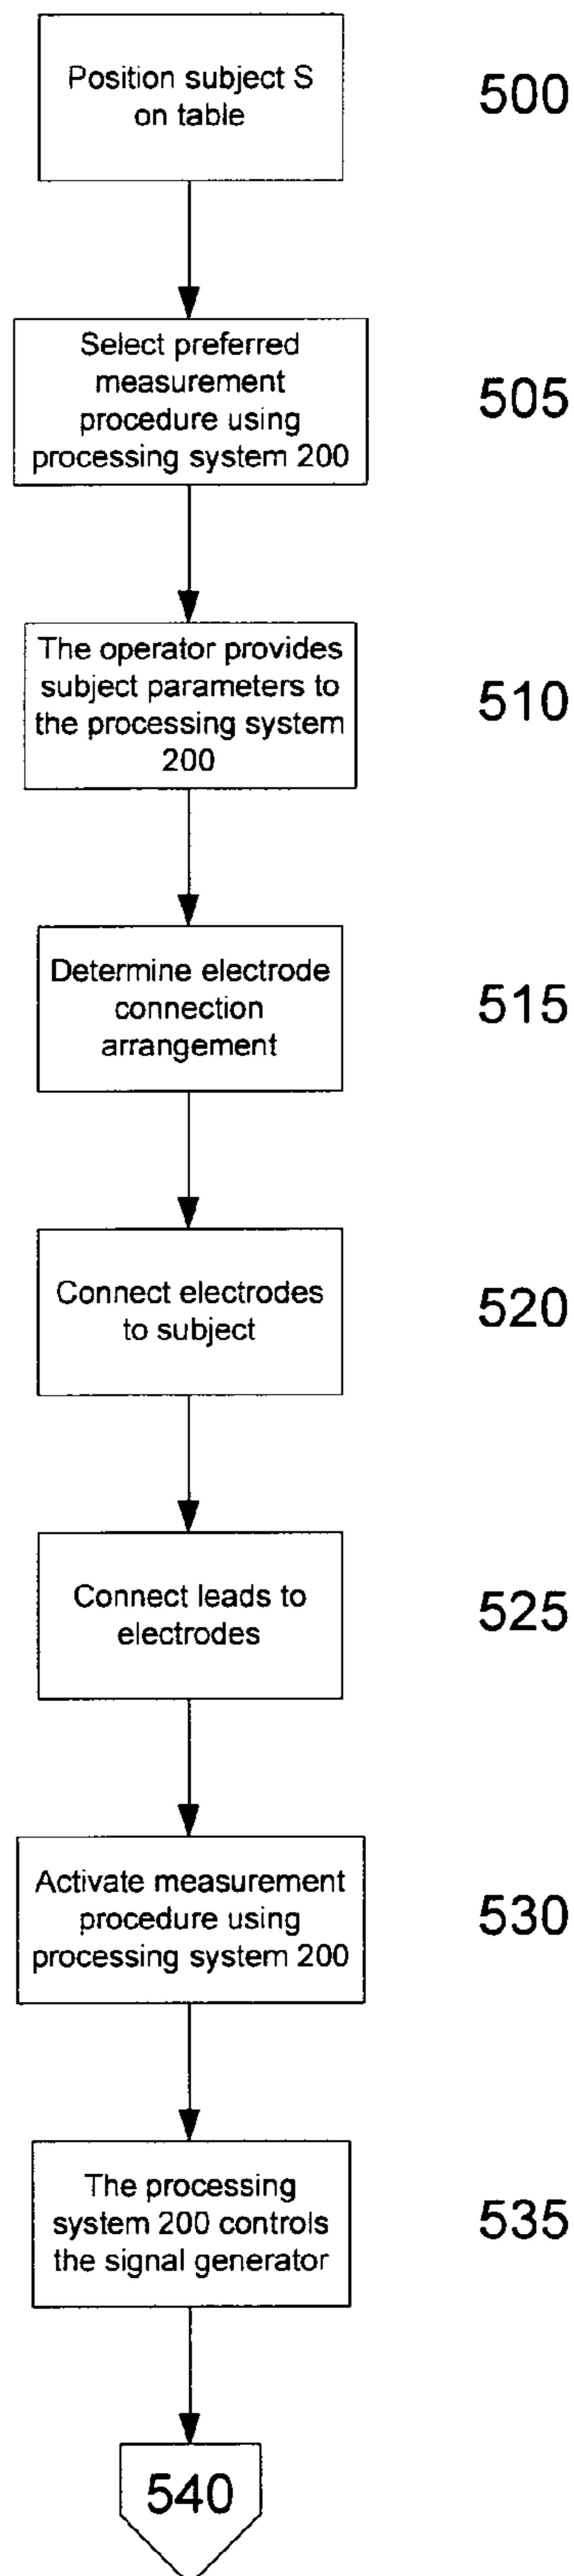 Position subject S
on table
500
Select preferred
measurement
procedure using
processing system 200
505
The operator provides
subject parameters to
the processing system
200
510
Determine electrode
connection
arrangement
515
Connect electrodes
to subject
520
Connect leads to
electrodes
525
Activate measurement
procedure using
processing system 200
530
The processing
system 200 controls
the signal generator
535
540